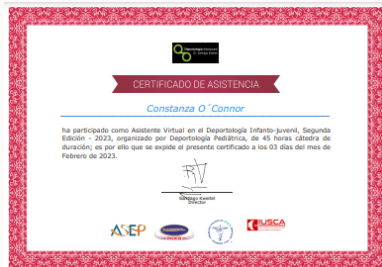 CERTIFICADO DE ASISTENCIA
Constanza O´Connor
ha participado como Asistente Virtual en el Deportología Infanto-juvenil, Segunda
Edición - 2023, organizado por Deportología Pediátrica, de 45 horas cátedra de
duración; es por ello que se expide el presente certificado a los 03 días del mes de
Febrero de 2023.
Santiago Kweitel
Director
ASEP
IUSCA